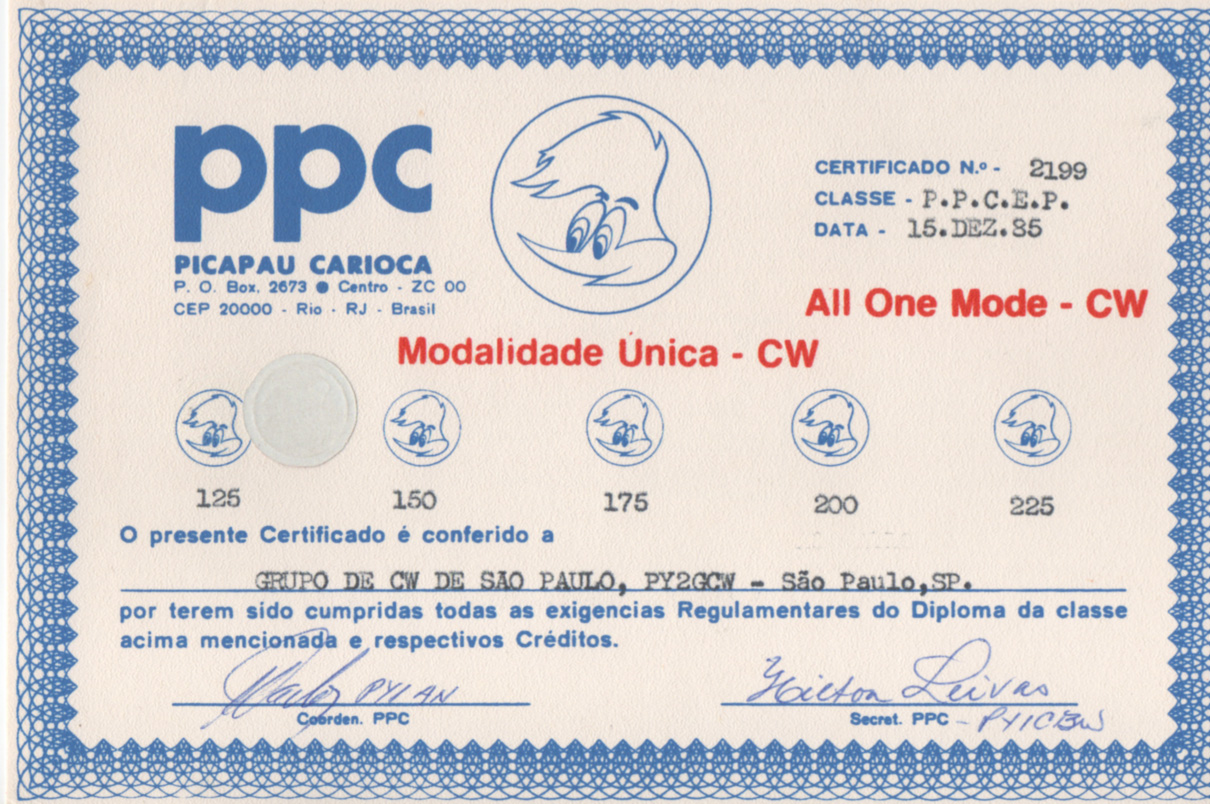 ppc
PICAPAU CARIOCA
P. O. Box. 2673 ● Centro - ZC 00
CEP 20000 - Rio - RJ - Brasil
CERTIFICADO N.º - 2199
CLASSE - P.P.C.E.P.
DATA - 15.DEZ.85
All One Mode - CW
Modalidade Única - CW
125 150 175 200 225
O presente Certificado é conferido a
GRUPO DE CW DE SAO PAULO, PY2GCW - São Paulo,SP.
por terem sido cumpridas todas as exigencias Regulamentares do Diploma da classe
acima mencionada e respectivos Créditos.
PY1AN
Hilton Leivas
Coorden. PPC
Secret. PPC - PY1CBW